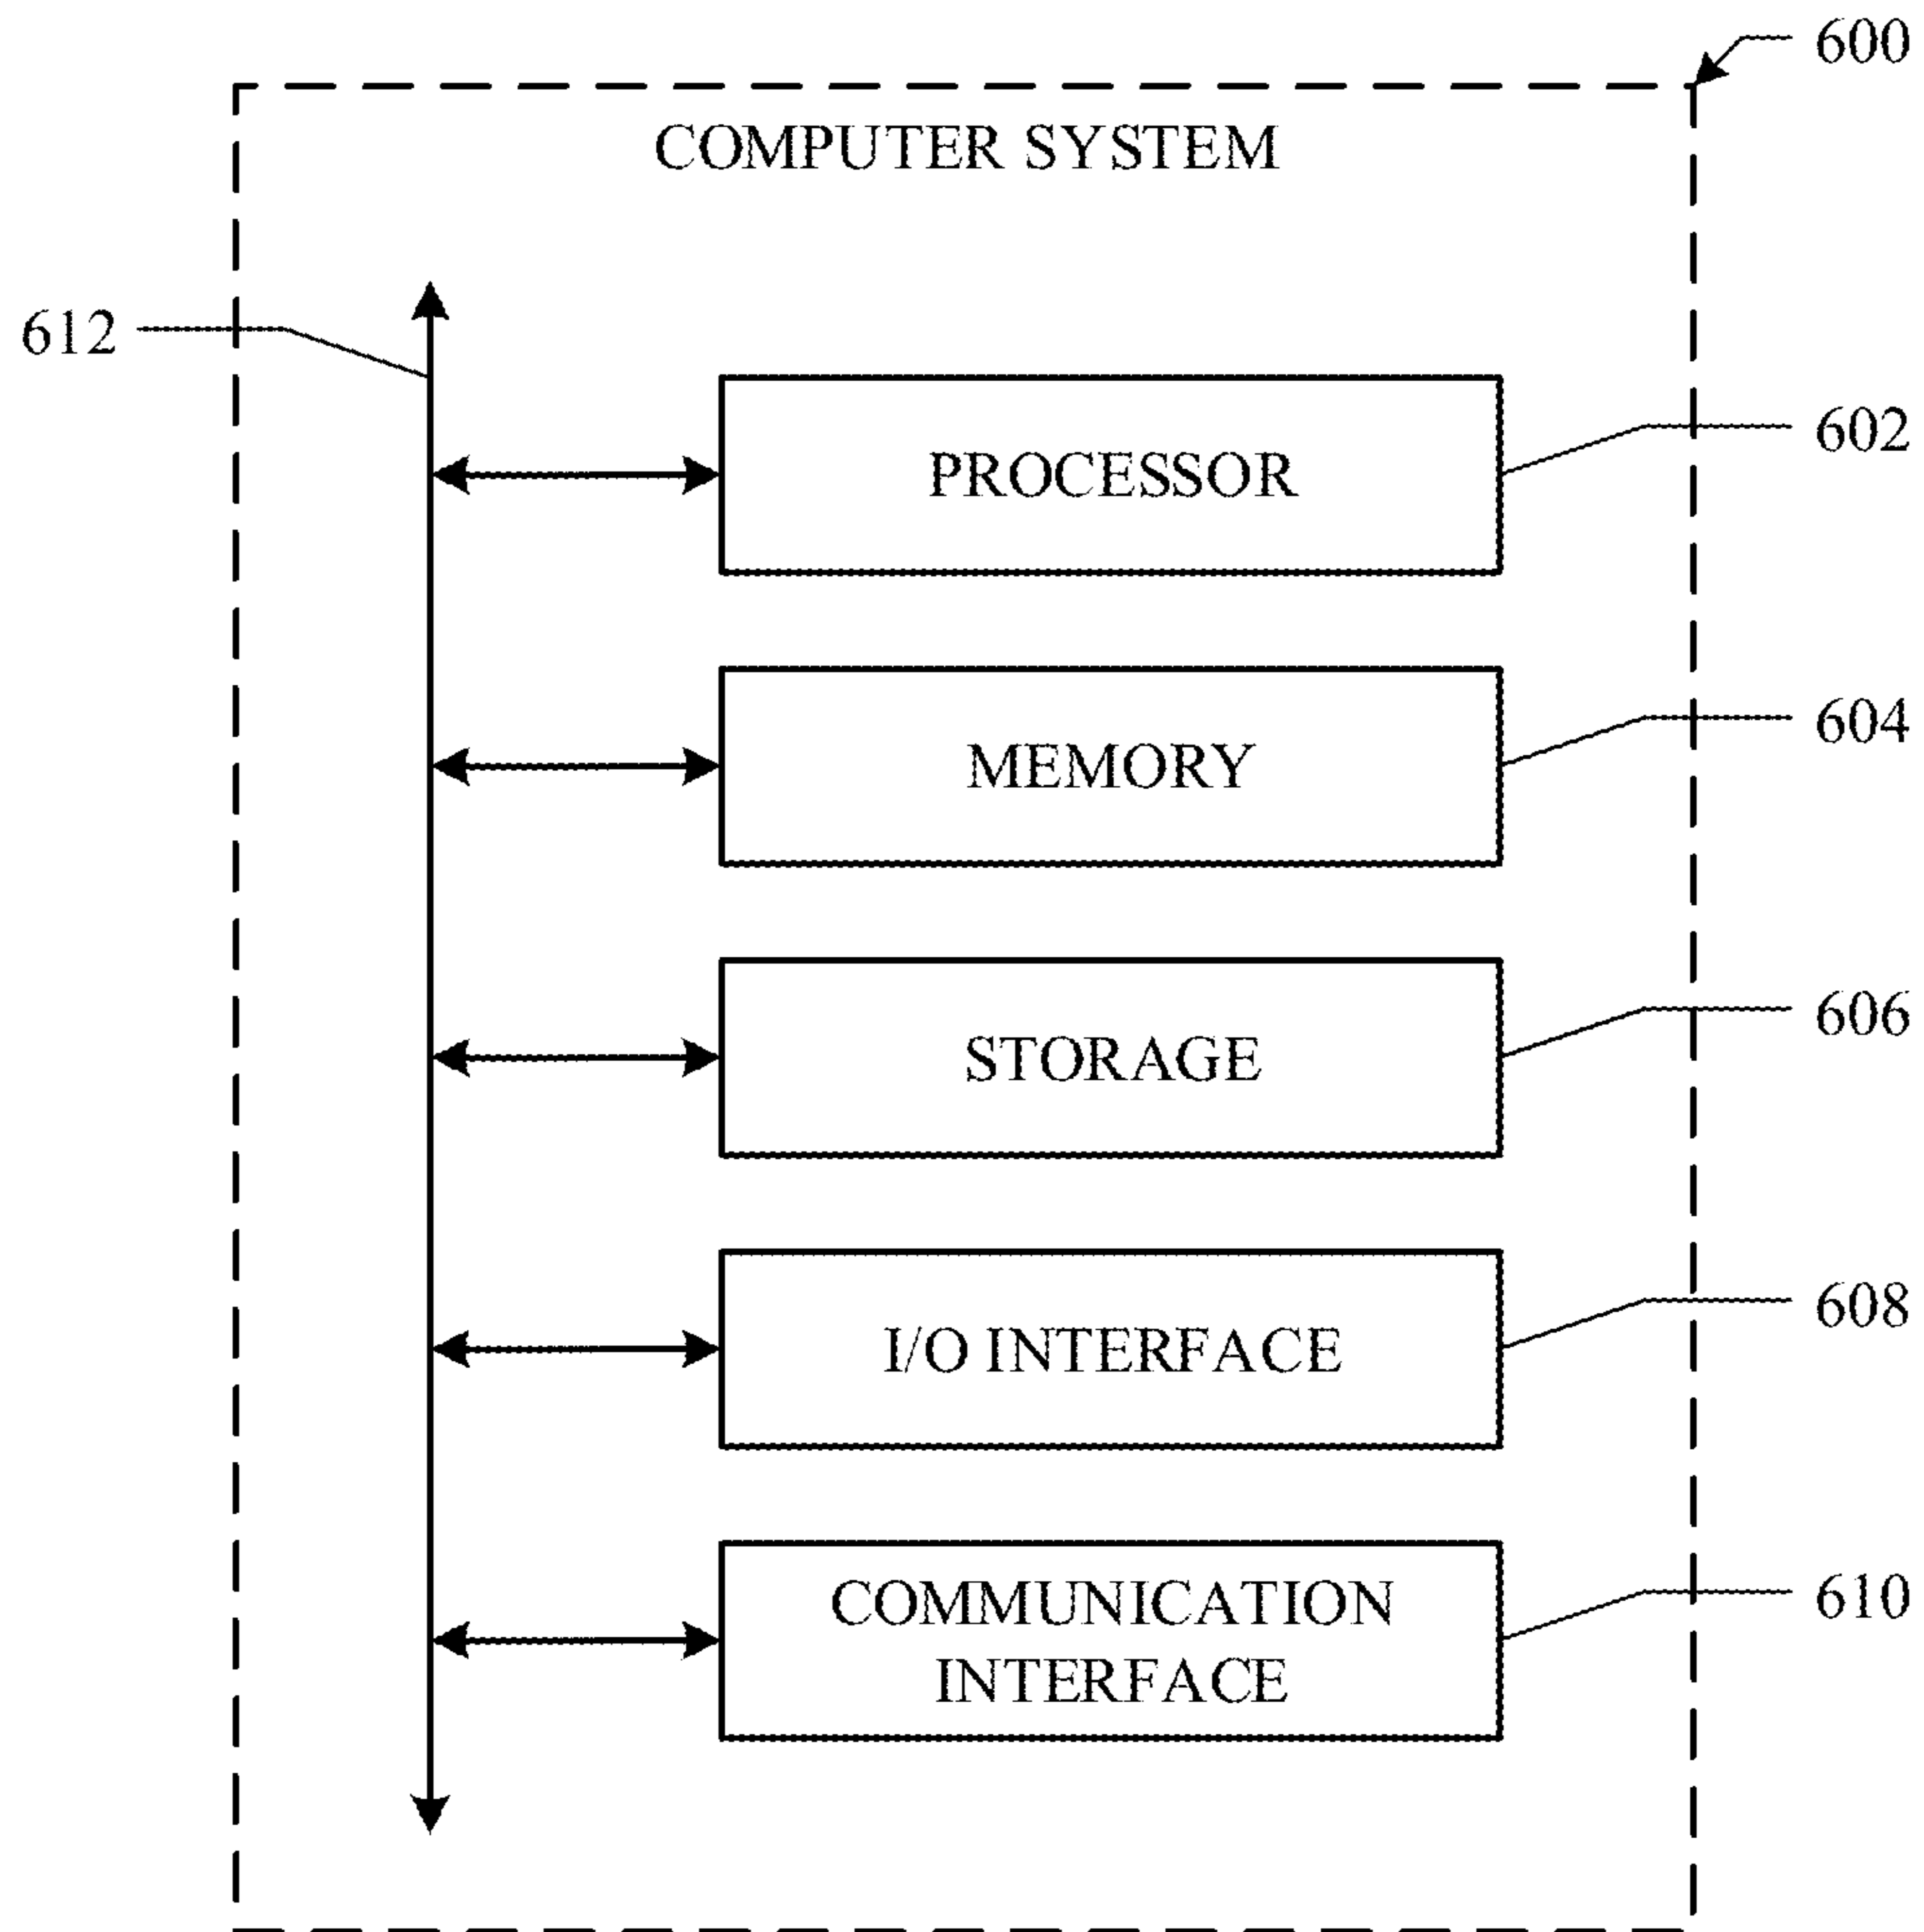 600
COMPUTER SYSTEM
612
602
PROCESSOR
604
MEMORY
606
STORAGE
608
I/O INTERFACE
610
COMMUNICATION
INTERFACE